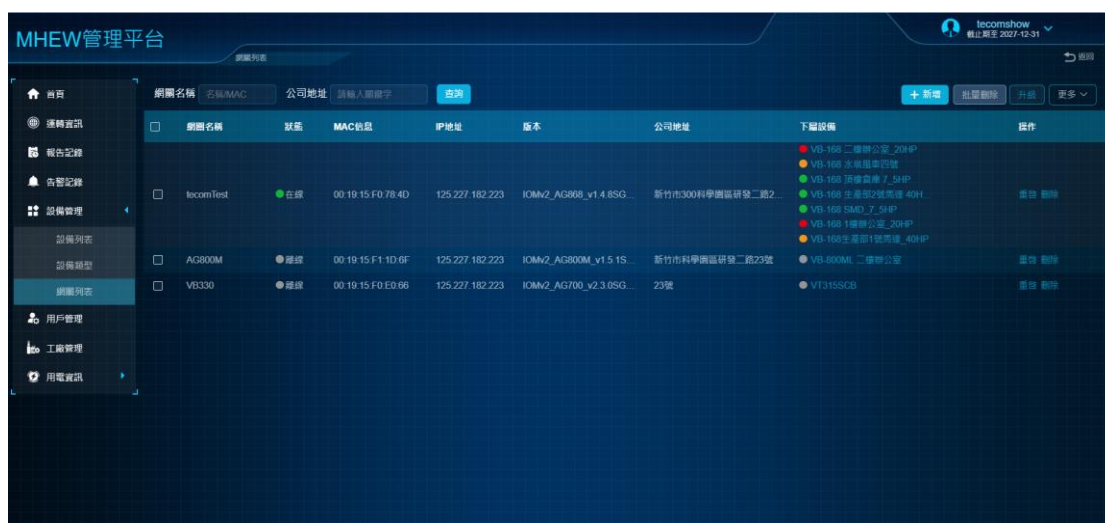 MHEW管理平台
tecomshow
截止期至 2027-12-31
網關列表
返回
首頁
運轉資訊
報告記錄
告警記錄
設備管理
設備列表
設備類型
網關列表
用戶管理
工廠管理
用電資訊
網關名稱 名稱/MAC 公司地址 請輸入關鍵字 查詢
+ 新增 批量刪除 升級 更多
網關名稱 狀態 MAC信息 IP地址 版本 公司地址 下屬設備 操作
tecomTest 在線 00:19:15:F0:78:4D 125.227.182.223 IOMv2_AG868_v1.4.8SG... 新竹市300科學園區研發二路2...
VB-168 二樓辦公室_20HP
VB-168 水塔風車四號
VB-168 頂樓倉庫 7_5HP
VB-168 生產部2號馬達 40H...
VB-168 SMD_7_5HP
VB-168 1樓辦公室_20HP
VB-168生產部1號馬達_40HP
重啓 刪除
AG800M 離線 00:19:15:F1:1D:6F 125.227.182.223 IOMv2_AG800M_v1.5.1S... 新竹市科學園區研發二路23號 VB-800ML 二樓辦公室 重啓 刪除
VB330 離線 00:19:15:F0:E0:66 125.227.182.223 IOMv2_AG700_v2.3.0SG... 23號 VT315SCB 重啓 刪除